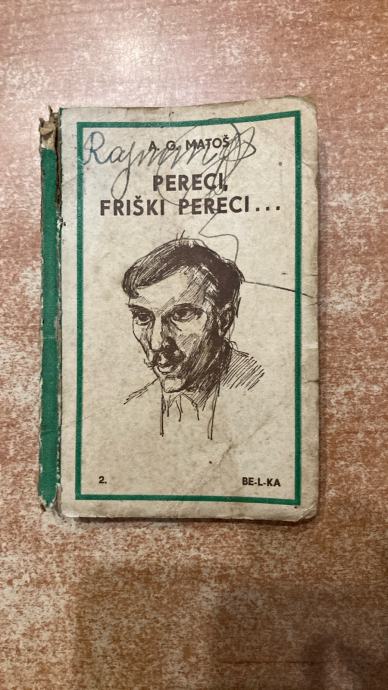 A. G. MATOŠ
PERECI,
FRIŠKI PERECI...
2. BE-L-KA